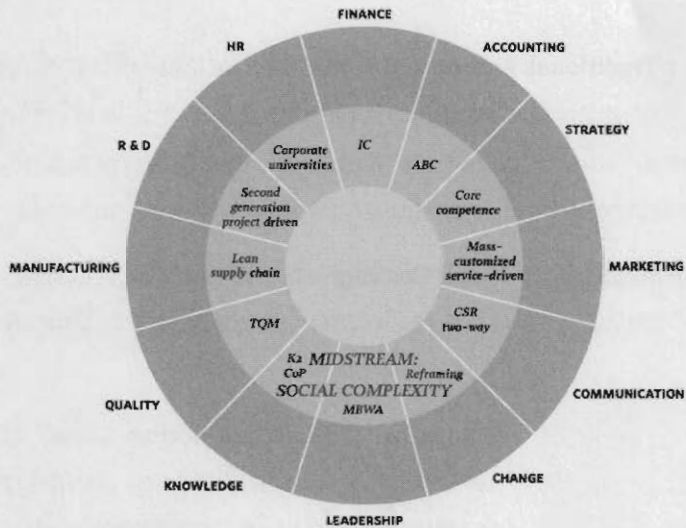 FINANCE
ACCOUNTING
STRATEGY
MARKETING
COMMUNICATION
CHANGE
LEADERSHIP
KNOWLEDGE
QUALITY
MANUFACTURING
R & D
HR
IC
ABC
Core
competence
Mass-
customized
service-driven
CSR
two-way
Reframing
MBWA
K2
CoP
TQM
Lean
supply chain
Second
generation
project driven
Corporate
universities
MIDSTREAM:
SOCIAL COMPLEXITY